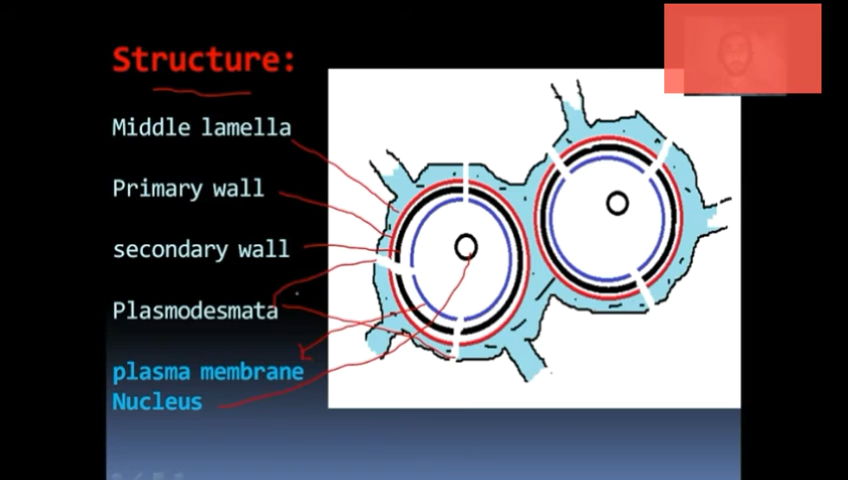 Structure:
Middle lamella
Primary wall
secondary wall
Plasmodesmata
plasma membrane
Nucleus